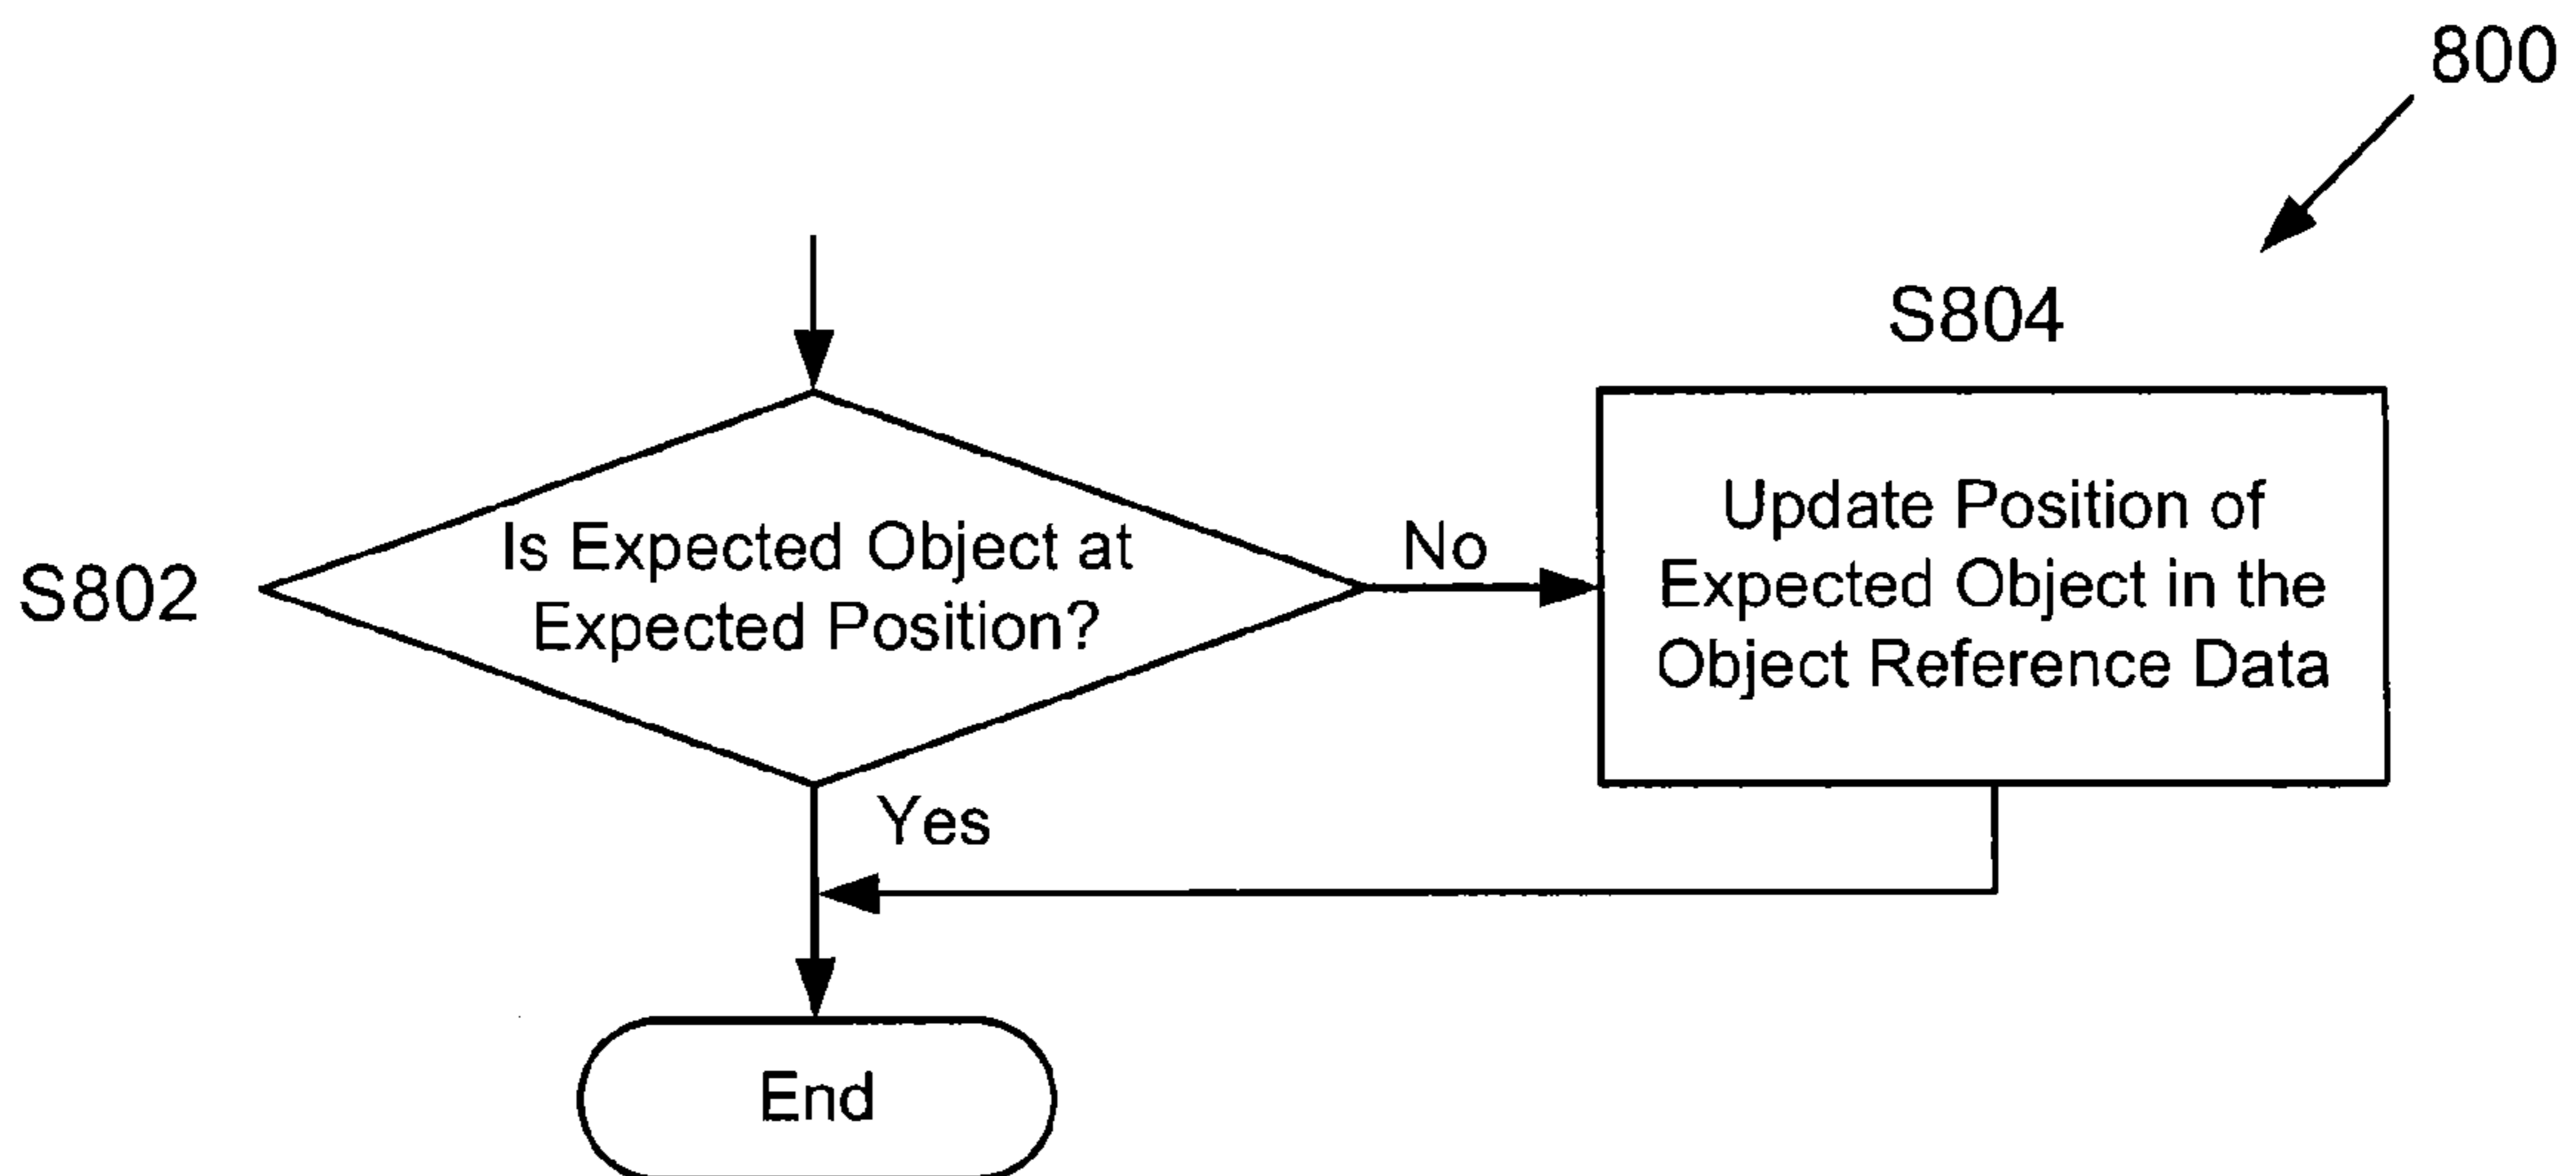 800
S804
Update Position of
Expected Object in the
Object Reference Data
S802
Is Expected Object at
Expected Position?
No
Yes
End